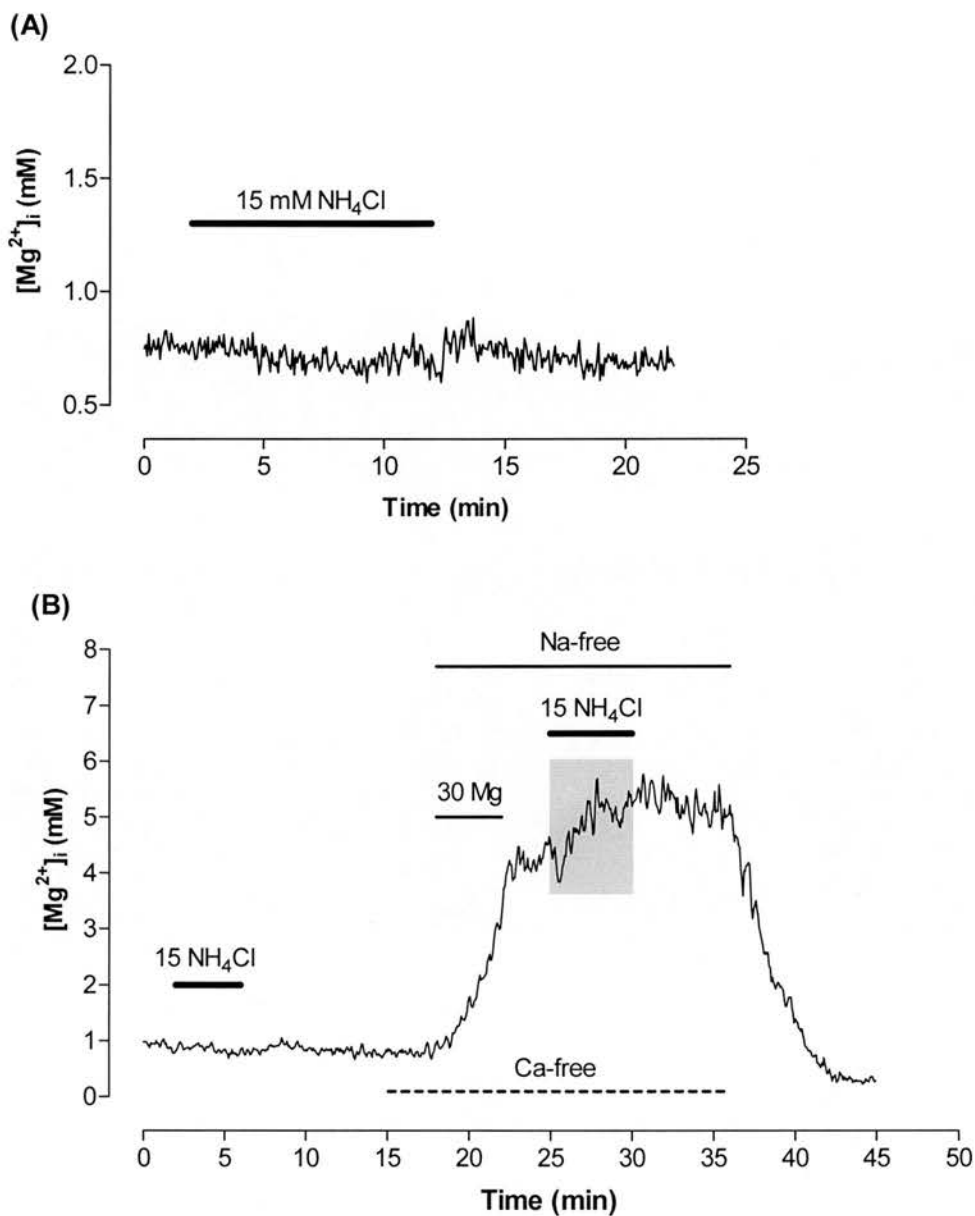 (A)
2.0
1.5
1.0
0.5
[Mg²⁺]ᵢ (mM)
15 mM NH₄Cl
0 5 10 15 20 25
Time (min)
(B)
8
7
6
5
4
3
2
1
0
[Mg²⁺]ᵢ (mM)
Na-free
15 NH₄Cl
30 Mg
15 NH₄Cl
Ca-free
0 5 10 15 20 25 30 35 40 45 50
Time (min)